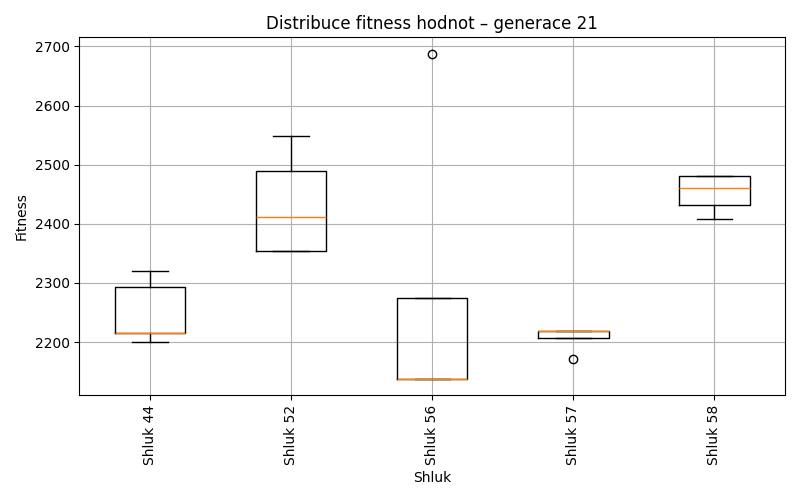 Distribuce fitness hodnot – generace 21
2700
2600
2500
2400
2300
2200
Fitness
Shluk 44
Shluk 52
Shluk 56
Shluk 57
Shluk 58
Shluk